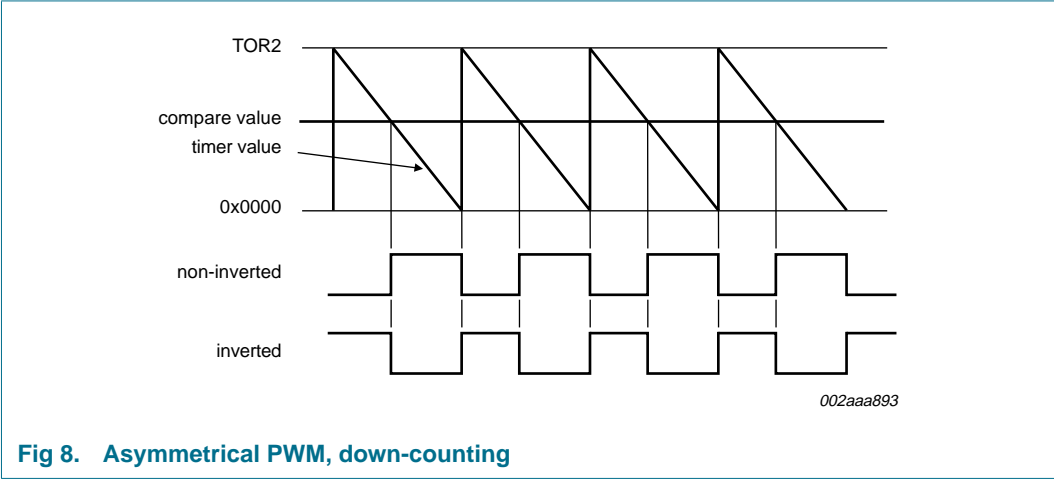 TOR2
compare value
timer value
0x0000
non-inverted
inverted
002aaa893
Fig 8. Asymmetrical PWM, down-counting